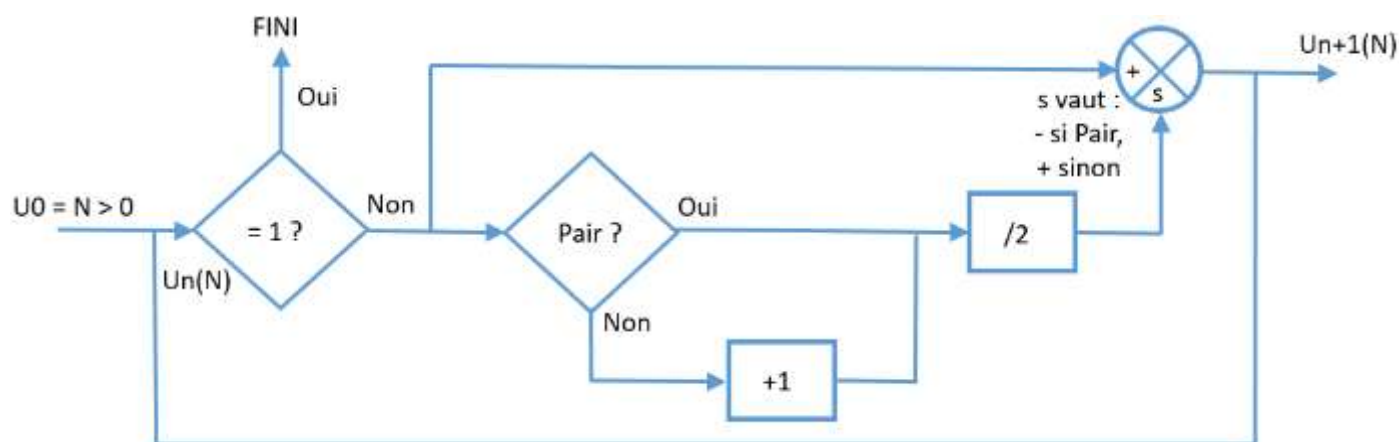 FINI
Oui
Un+1(N)
+
s
s vaut :
- si Pair,
+ sinon
U0 = N > 0
= 1 ?
Non
Pair ?
Oui
/2
Un(N)
Non
+1